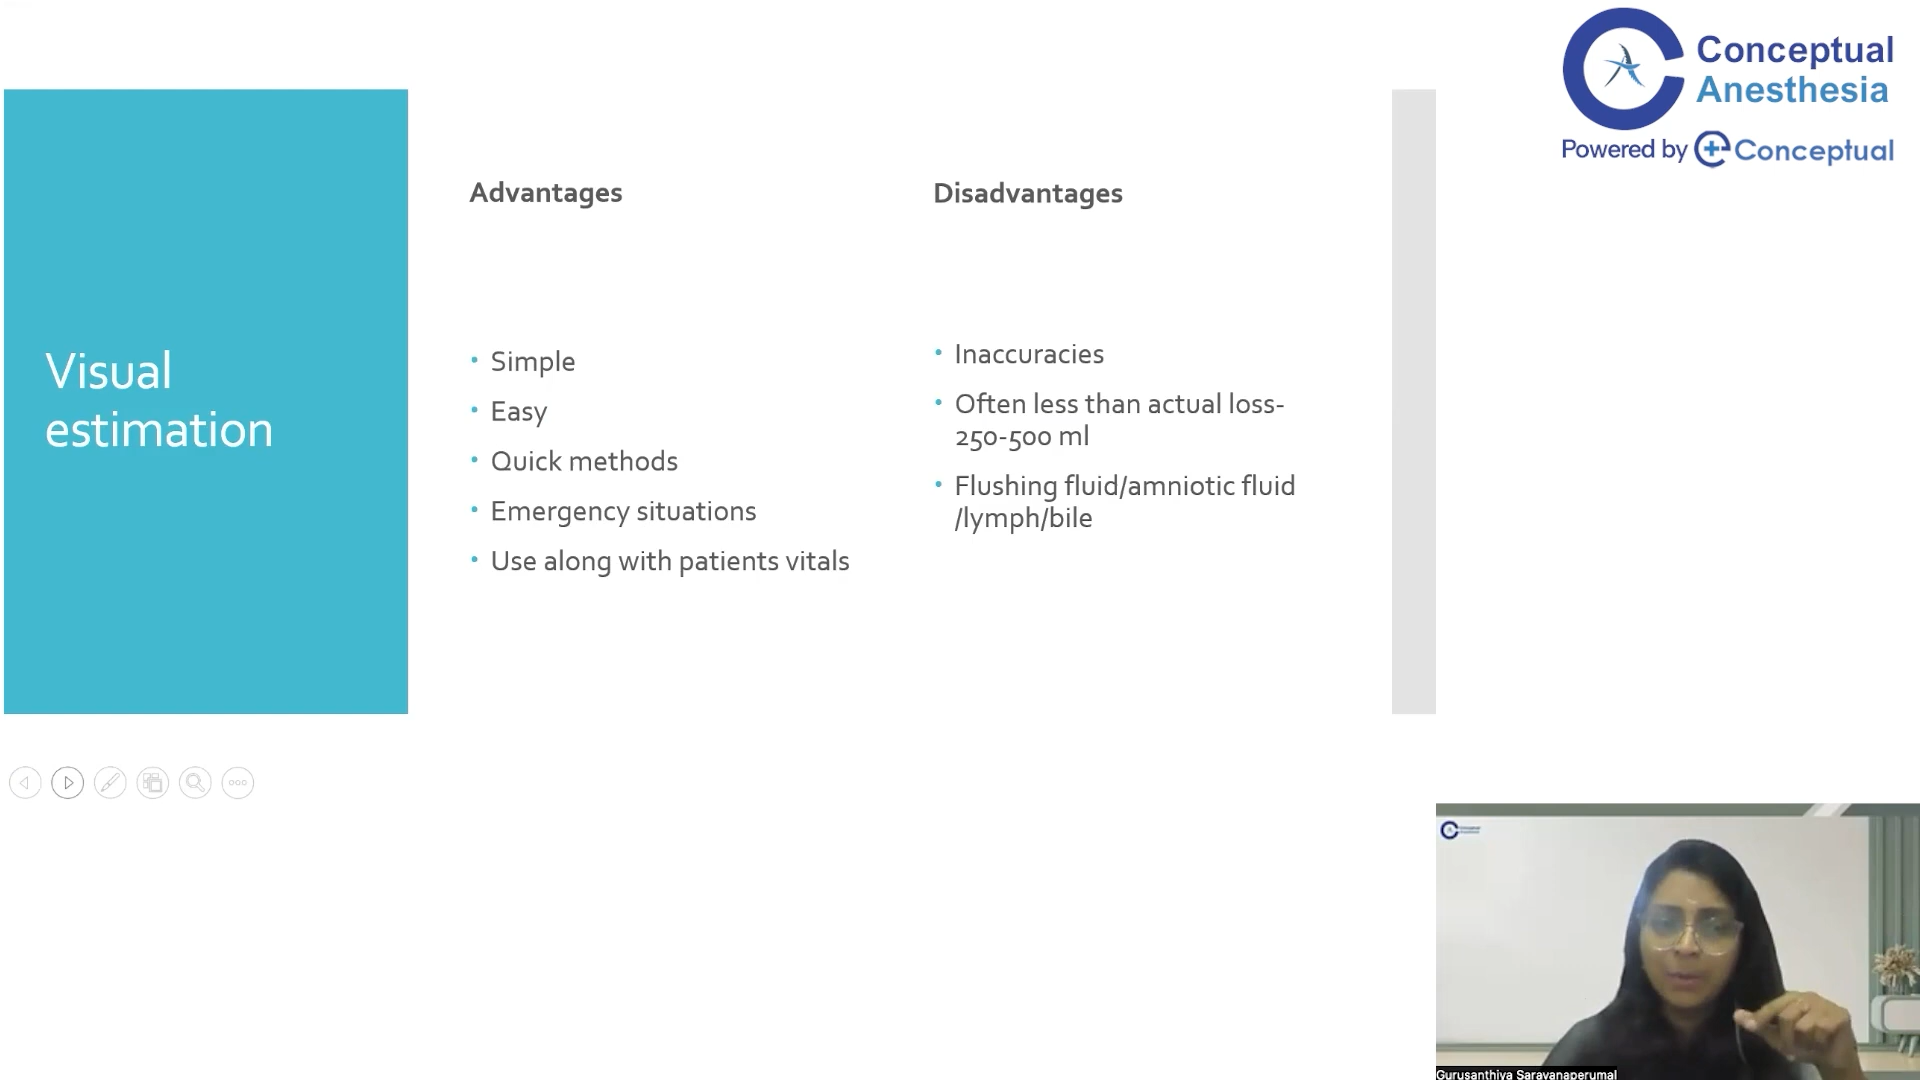 Conceptual
Anesthesia
Powered by Conceptual
Visual
estimation
Advantages
• Simple
• Easy
• Quick methods
• Emergency situations
• Use along with patients vitals
Disadvantages
• Inaccuracies
• Often less than actual loss-
250-500 ml
• Flushing fluid/amniotic fluid
/lymph/bile
Gurusanthiya Saravanaperumal